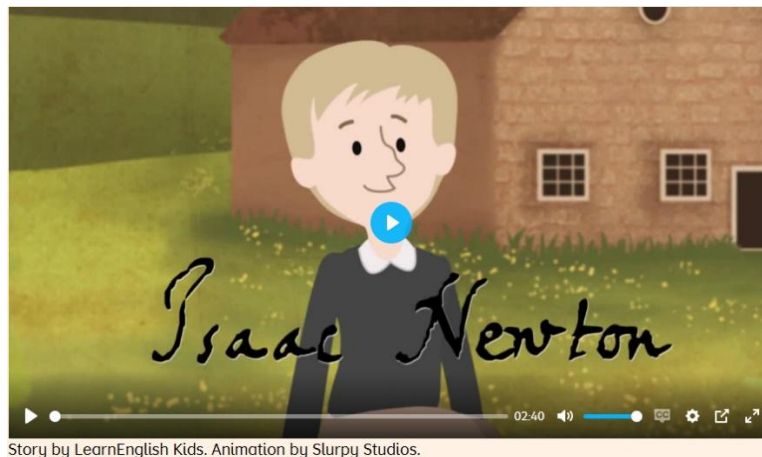 Isaac Newton
02:40
CC
Story by LearnEnglish Kids. Animation by Slurpy Studios.